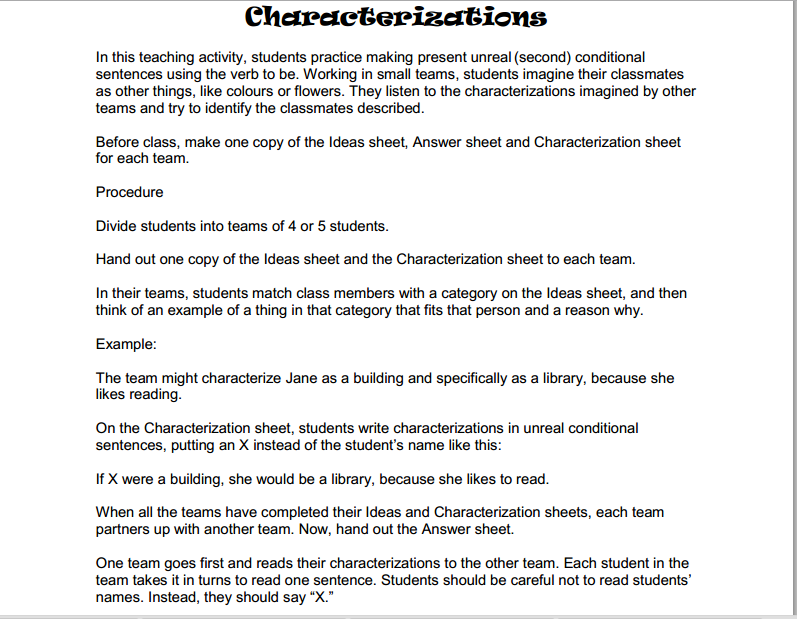 Characterizations
In this teaching activity, students practice making present unreal (second) conditional
sentences using the verb to be. Working in small teams, students imagine their classmates
as other things, like colours or flowers. They listen to the characterizations imagined by other
teams and try to identify the classmates described.
Before class, make one copy of the Ideas sheet, Answer sheet and Characterization sheet
for each team.
Procedure
Divide students into teams of 4 or 5 students.
Hand out one copy of the Ideas sheet and the Characterization sheet to each team.
In their teams, students match class members with a category on the Ideas sheet, and then
think of an example of a thing in that category that fits that person and a reason why.
Example:
The team might characterize Jane as a building and specifically as a library, because she
likes reading.
On the Characterization sheet, students write characterizations in unreal conditional
sentences, putting an X instead of the student’s name like this:
If X were a building, she would be a library, because she likes to read.
When all the teams have completed their Ideas and Characterization sheets, each team
partners up with another team. Now, hand out the Answer sheet.
One team goes first and reads their characterizations to the other team. Each student in the
team takes it in turns to read one sentence. Students should be careful not to read students’
names. Instead, they should say “X.”